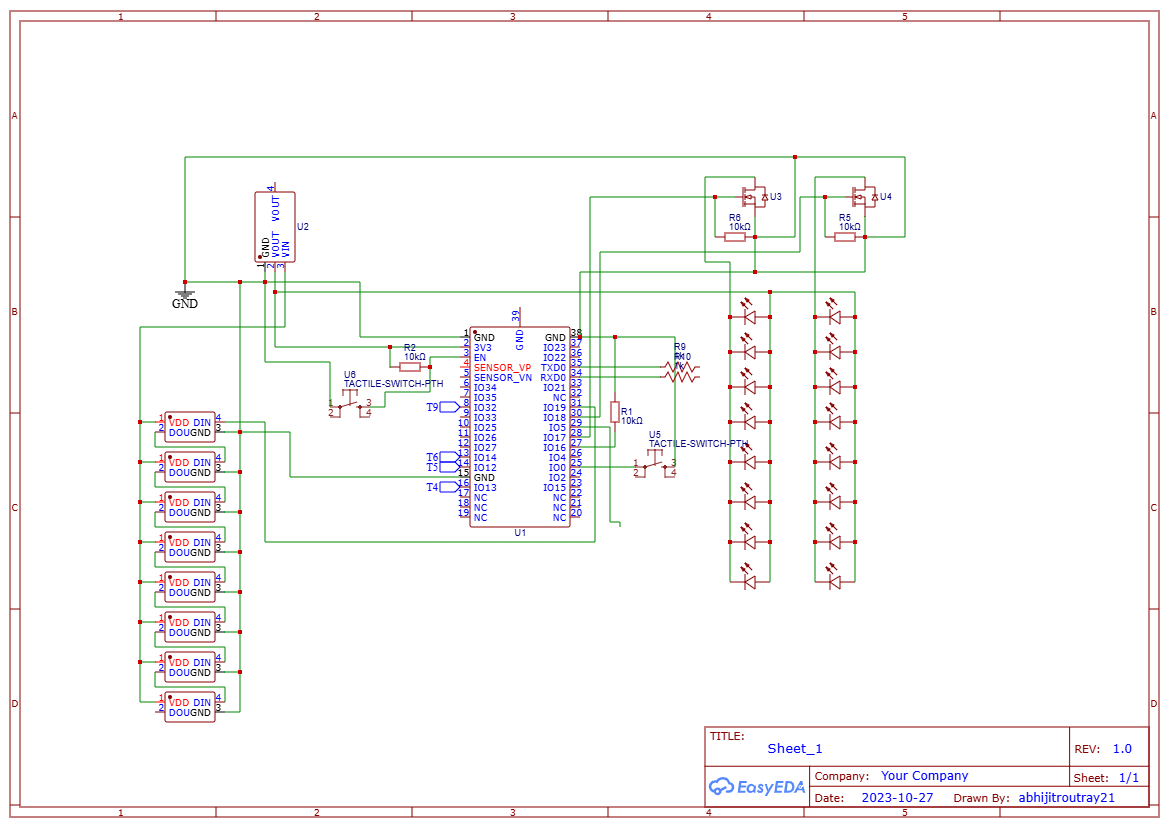 1 2 3 4 5
A A
B B
C C
D D
4
VOUT
GND
VOUT
VIN
1 2 3
U2
GND
U3
R6
10kΩ
U4
R5
10kΩ
39
GND
1 GND
2 3V3
3 EN
4 SENSOR_VP
5 SENSOR_VN
6 IO34
7 IO35
8 IO32
9 IO33
10 IO25
11 IO26
12 IO27
13 IO14
14 IO12
15 GND
16 IO13
17 NC
18 NC
19 NC
GND 38
IO23 37
IO22 36
TXD0 35
RXD0 34
IO21 33
NC 32
IO19 31
IO18 30
IO5 29
IO17 28
IO16 27
IO4 26
IO0 25
IO2 24
IO15 23
NC 22
NC 21
NC 20
U1
R2
10kΩ
U6
TACTILE-SWITCH-PTH
1 3
2 4
T9
T6
T5
T4
R9
R10
1k
R1
10kΩ
U5
TACTILE-SWITCH-PTH
1 3
2 4
1 VDD DIN 4
2 DOUGND 3
1 VDD DIN 4
2 DOUGND 3
1 VDD DIN 4
2 DOUGND 3
1 VDD DIN 4
2 DOUGND 3
1 VDD DIN 4
2 DOUGND 3
1 VDD DIN 4
2 DOUGND 3
1 VDD DIN 4
2 DOUGND 3
1 VDD DIN 4
2 DOUGND 3
TITLE:
Sheet_1
REV: 1.0
EasyEDA
Company: Your Company
Sheet: 1/1
Date: 2023-10-27 Drawn By: abhijitroutray21
1 2 3 4 5